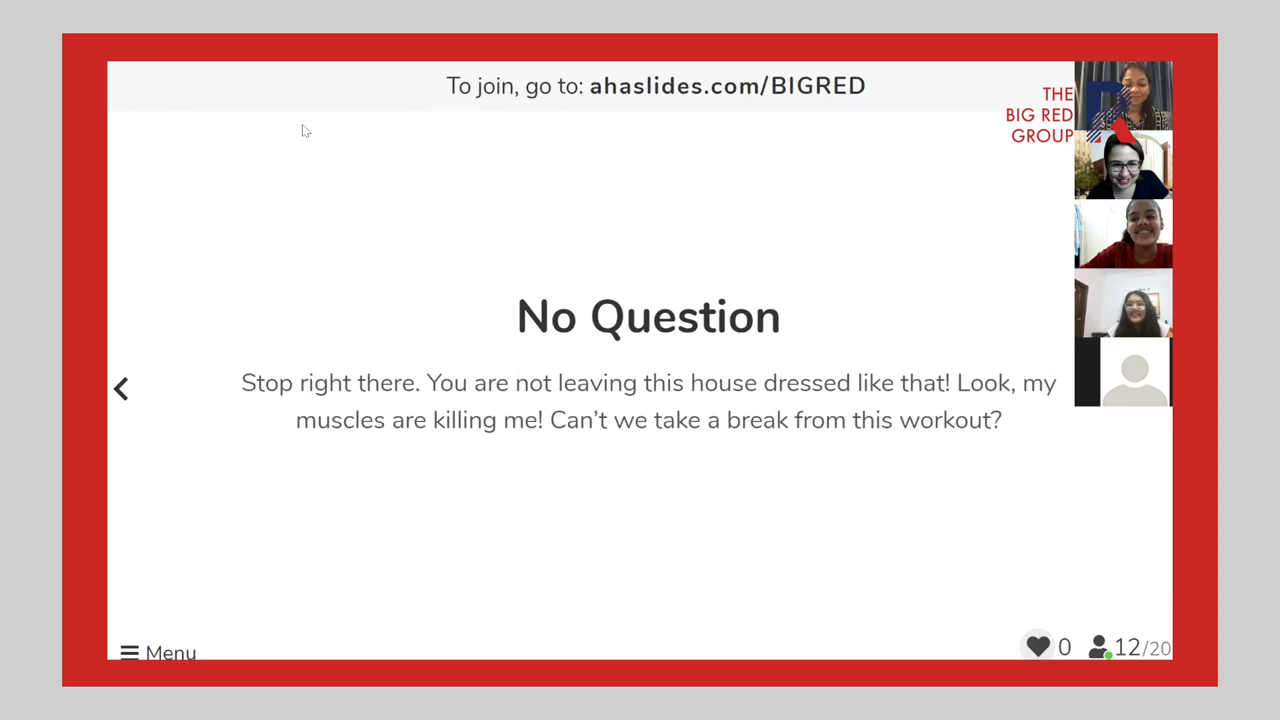 To join, go to: ahaslides.com/BIGRED
THE
BIG RED
GROUP
No Question
Stop right there. You are not leaving this house dressed like that! Look, my
muscles are killing me! Can’t we take a break from this workout?
Menu
0
12/20